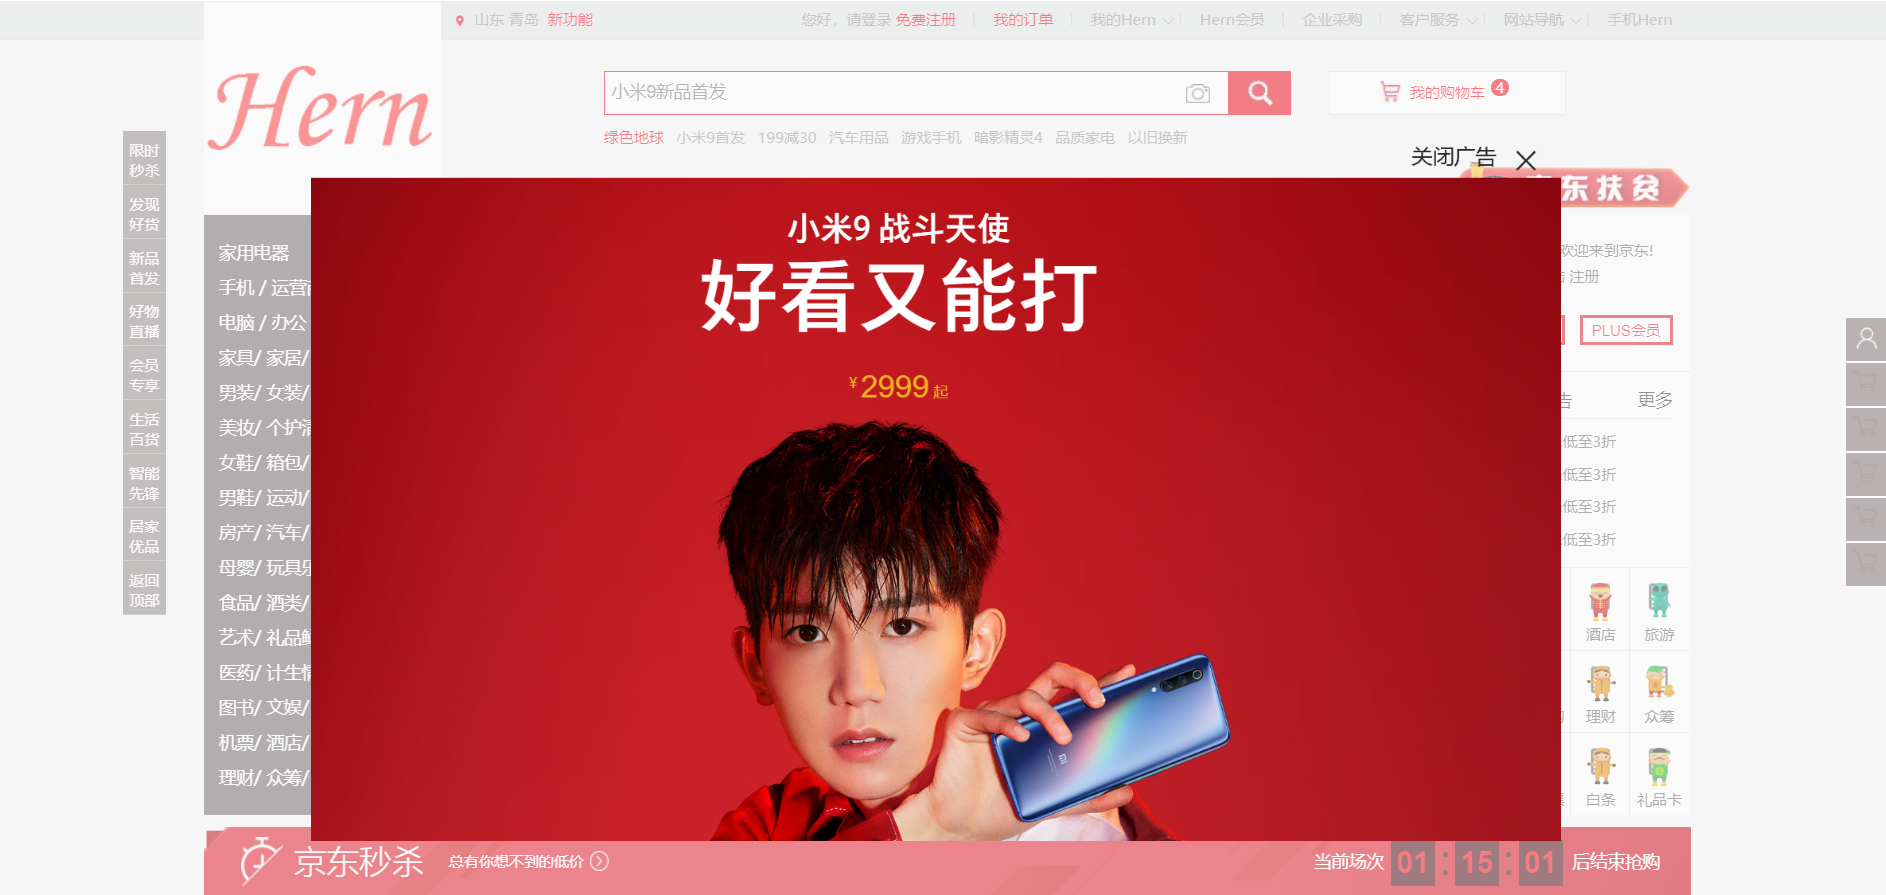 山东 青岛 新功能
您好，请登录 免费注册 我的订单 我的Hern Hern会员 企业采购 客户服务 网站导航 手机Hern
Hern
小米9新品首发
我的购物车 4
绿色地球 小米9首发 199减30 汽车用品 游戏手机 暗影精灵4 品质家电 以旧换新
关闭广告
东扶贫
限时
秒杀
发现
好货
新品
首发
好物
直播
会员
专享
生活
百货
智能
先锋
居家
优品
返回
顶部
家用电器
手机 / 运营
电脑 / 办公
家具/ 家居/
男装/ 女装/
美妆/ 个护
女鞋/ 箱包/
男鞋/ 运动/
房产/ 汽车/
母婴/ 玩具
食品/ 酒类/
艺术/ 礼品
医药/ 计生
图书/ 文娱/
机票/ 酒店/
理财/ 众筹/
小米9 战斗天使
好看又能打
¥2999起
欢迎来到京东!
注册
PLUS会员
告 更多
低至3折
低至3折
低至3折
低至3折
酒店 旅游
理财 众筹
白条 礼品卡
京东秒杀 总有你想不到的低价
当前场次 01 : 15 : 01 后结束抢购